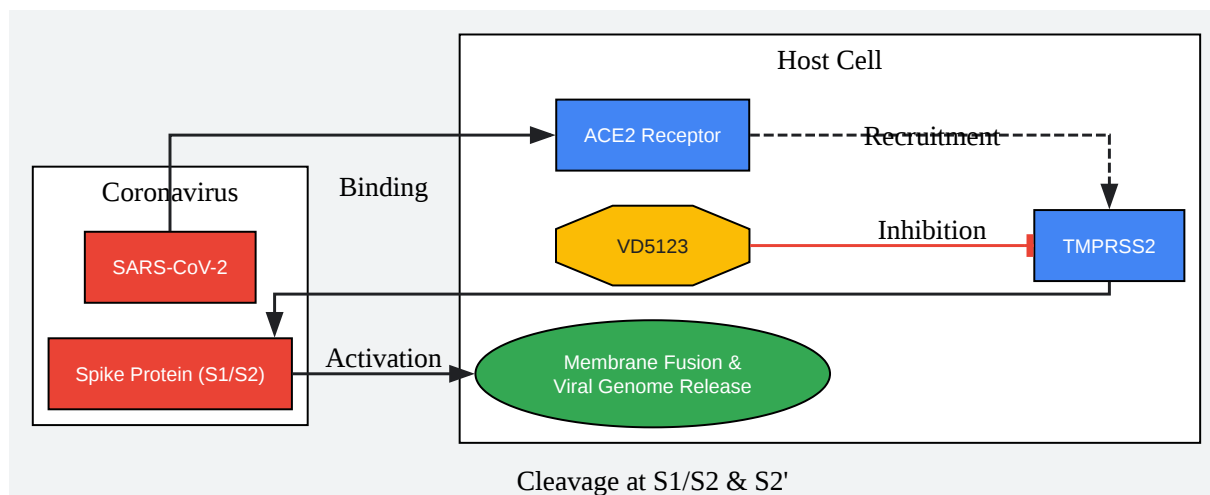 Host Cell
ACE2 Receptor
Recruitment
Coronavirus
Binding
SARS-CoV-2
VD5123
Inhibition
TMPRSS2
Spike Protein (S1/S2)
Activation
Membrane Fusion &
Viral Genome Release
Cleavage at S1/S2 & S2'